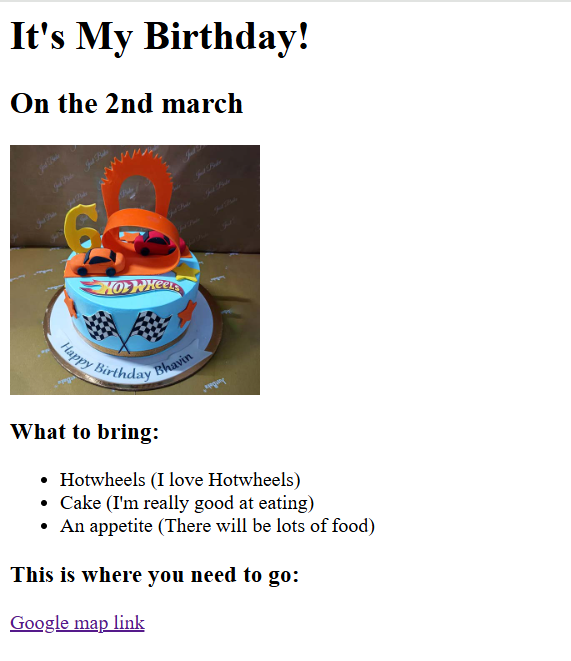 It's My Birthday!
On the 2nd march
6
HOT WHEELS
Happy Birthday Bhavin
What to bring:
Hotwheels (I love Hotwheels)
Cake (I'm really good at eating)
An appetite (There will be lots of food)
This is where you need to go:
Google map link